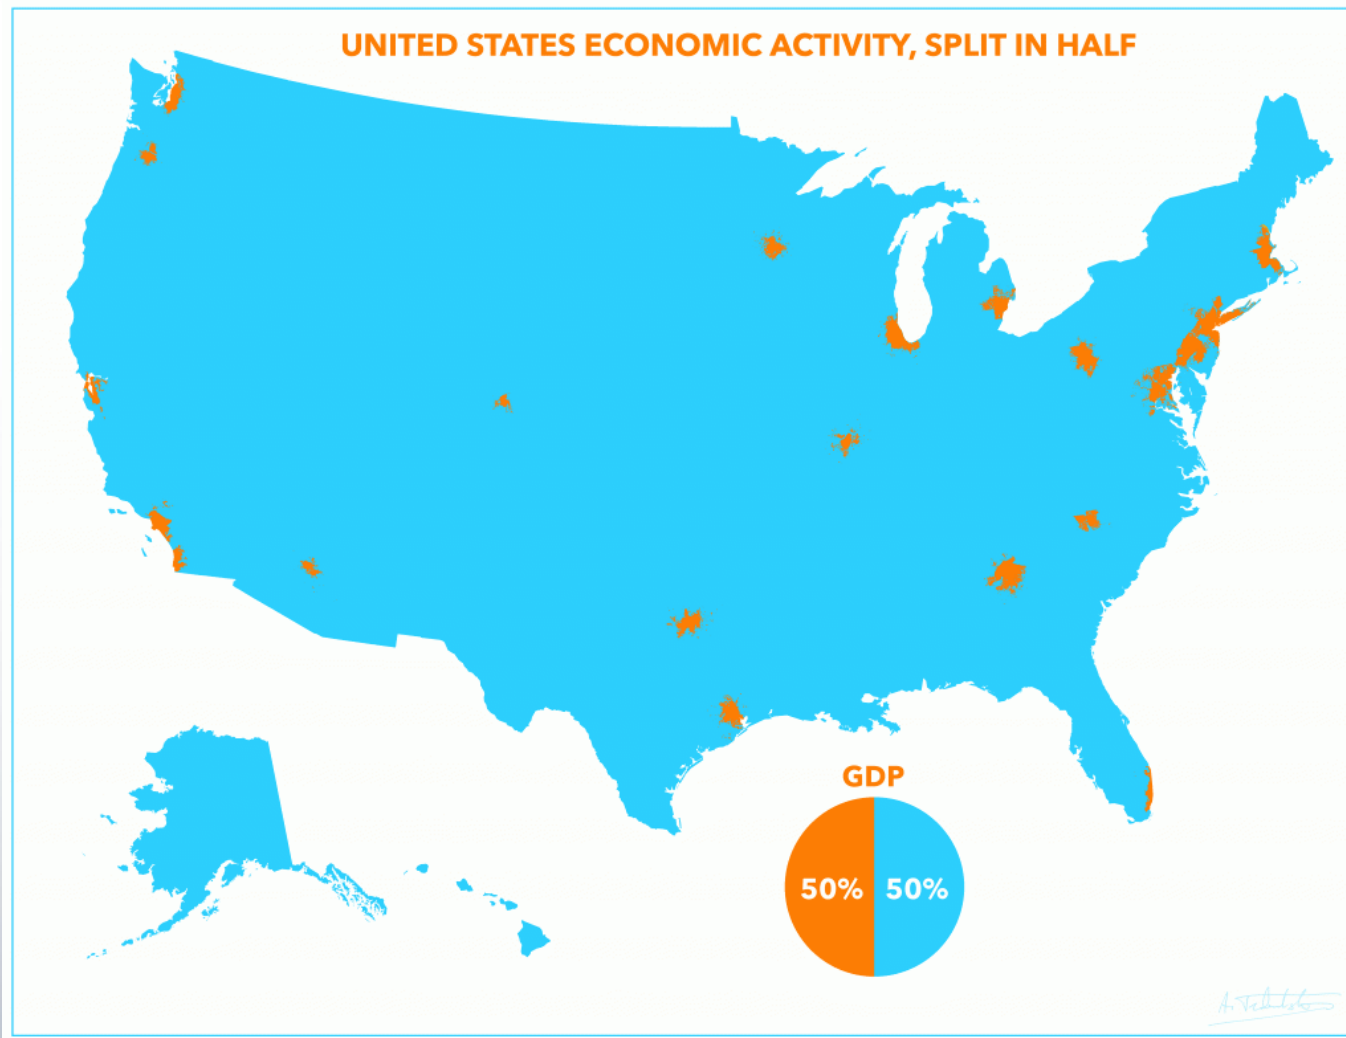 UNITED STATES ECONOMIC ACTIVITY, SPLIT IN HALF
GDP
50% 50%